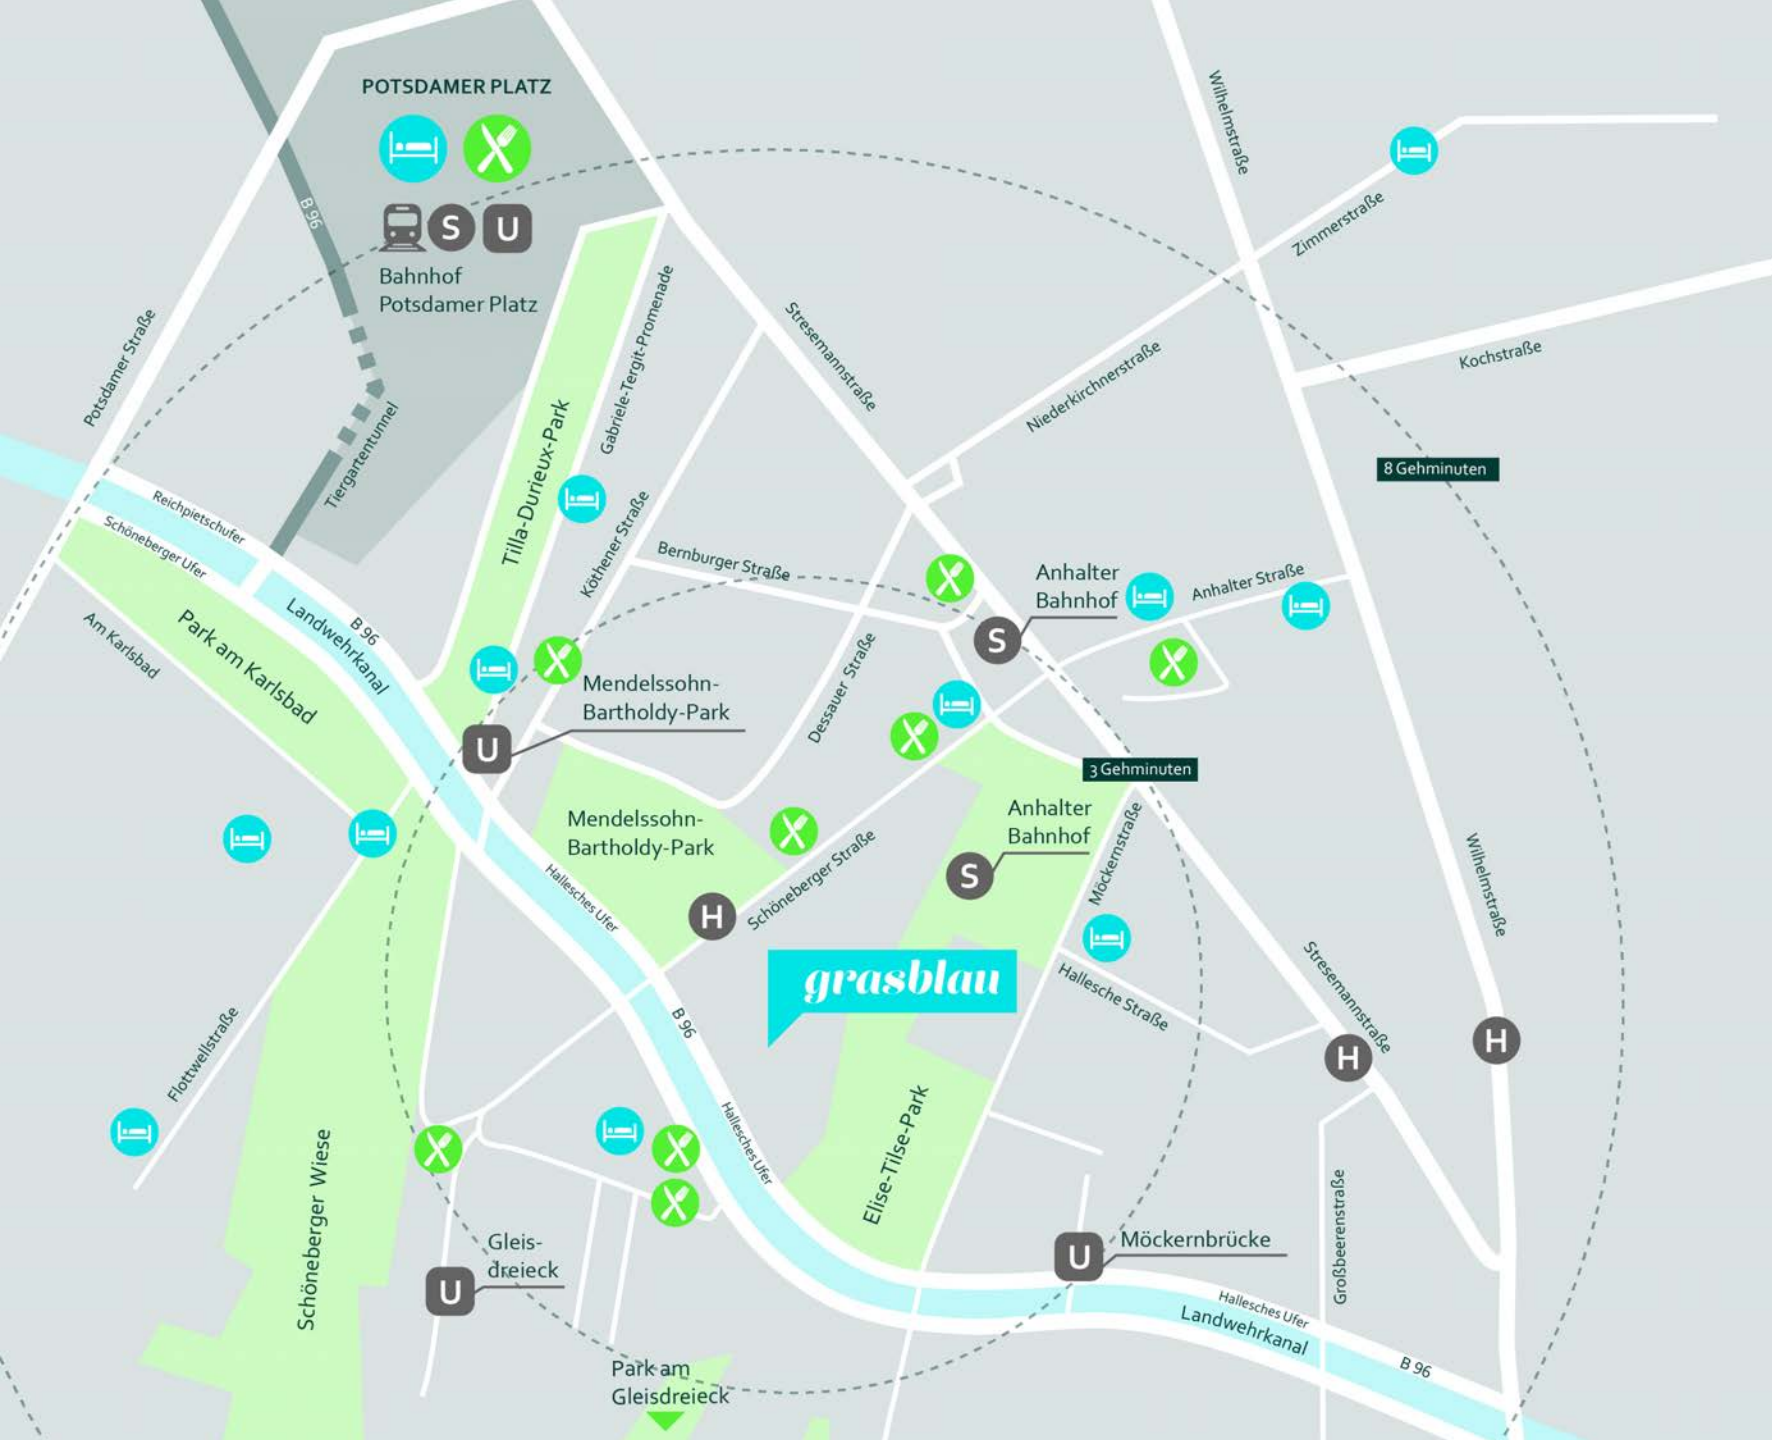 POTSDAMER PLATZ
S U
Bahnhof
Potsdamer Platz
B 96
Wilhelmstraße
Zimmerstraße
Potsdamer Straße
Gabriele-Tergit-Promenade
Stresemannstraße
Niederkirchnerstraße
Kochstraße
Tiergartentunnel
Tilla-Durieux-Park
8 Gehminuten
Reichpietschufer
Schöneberger Ufer
Köthener Straße
Bernburger Straße
Anhalter
Bahnhof
Anhalter Straße
S
Landwehrkanal
B 96
Am Karlsbad
Park am Karlsbad
Dessauer Straße
Mendelssohn-
Bartholdy-Park
U
3 Gehminuten
Mendelssohn-
Bartholdy-Park
Anhalter
Bahnhof
S
Möckernstraße
Schöneberger Straße
Hallesches Ufer
H
Wilhelmstraße
grasblau
Hallesche Straße
Stresemannstraße
B 96
H
H
Flottwellstraße
Hallesches Ufer
Elise-Tilse-Park
Schöneberger Wiese
Großbeerenstraße
Gleis-
dreieck
U
U
Möckernbrücke
Hallesches Ufer
Landwehrkanal
B 96
Park am
Gleisdreieck